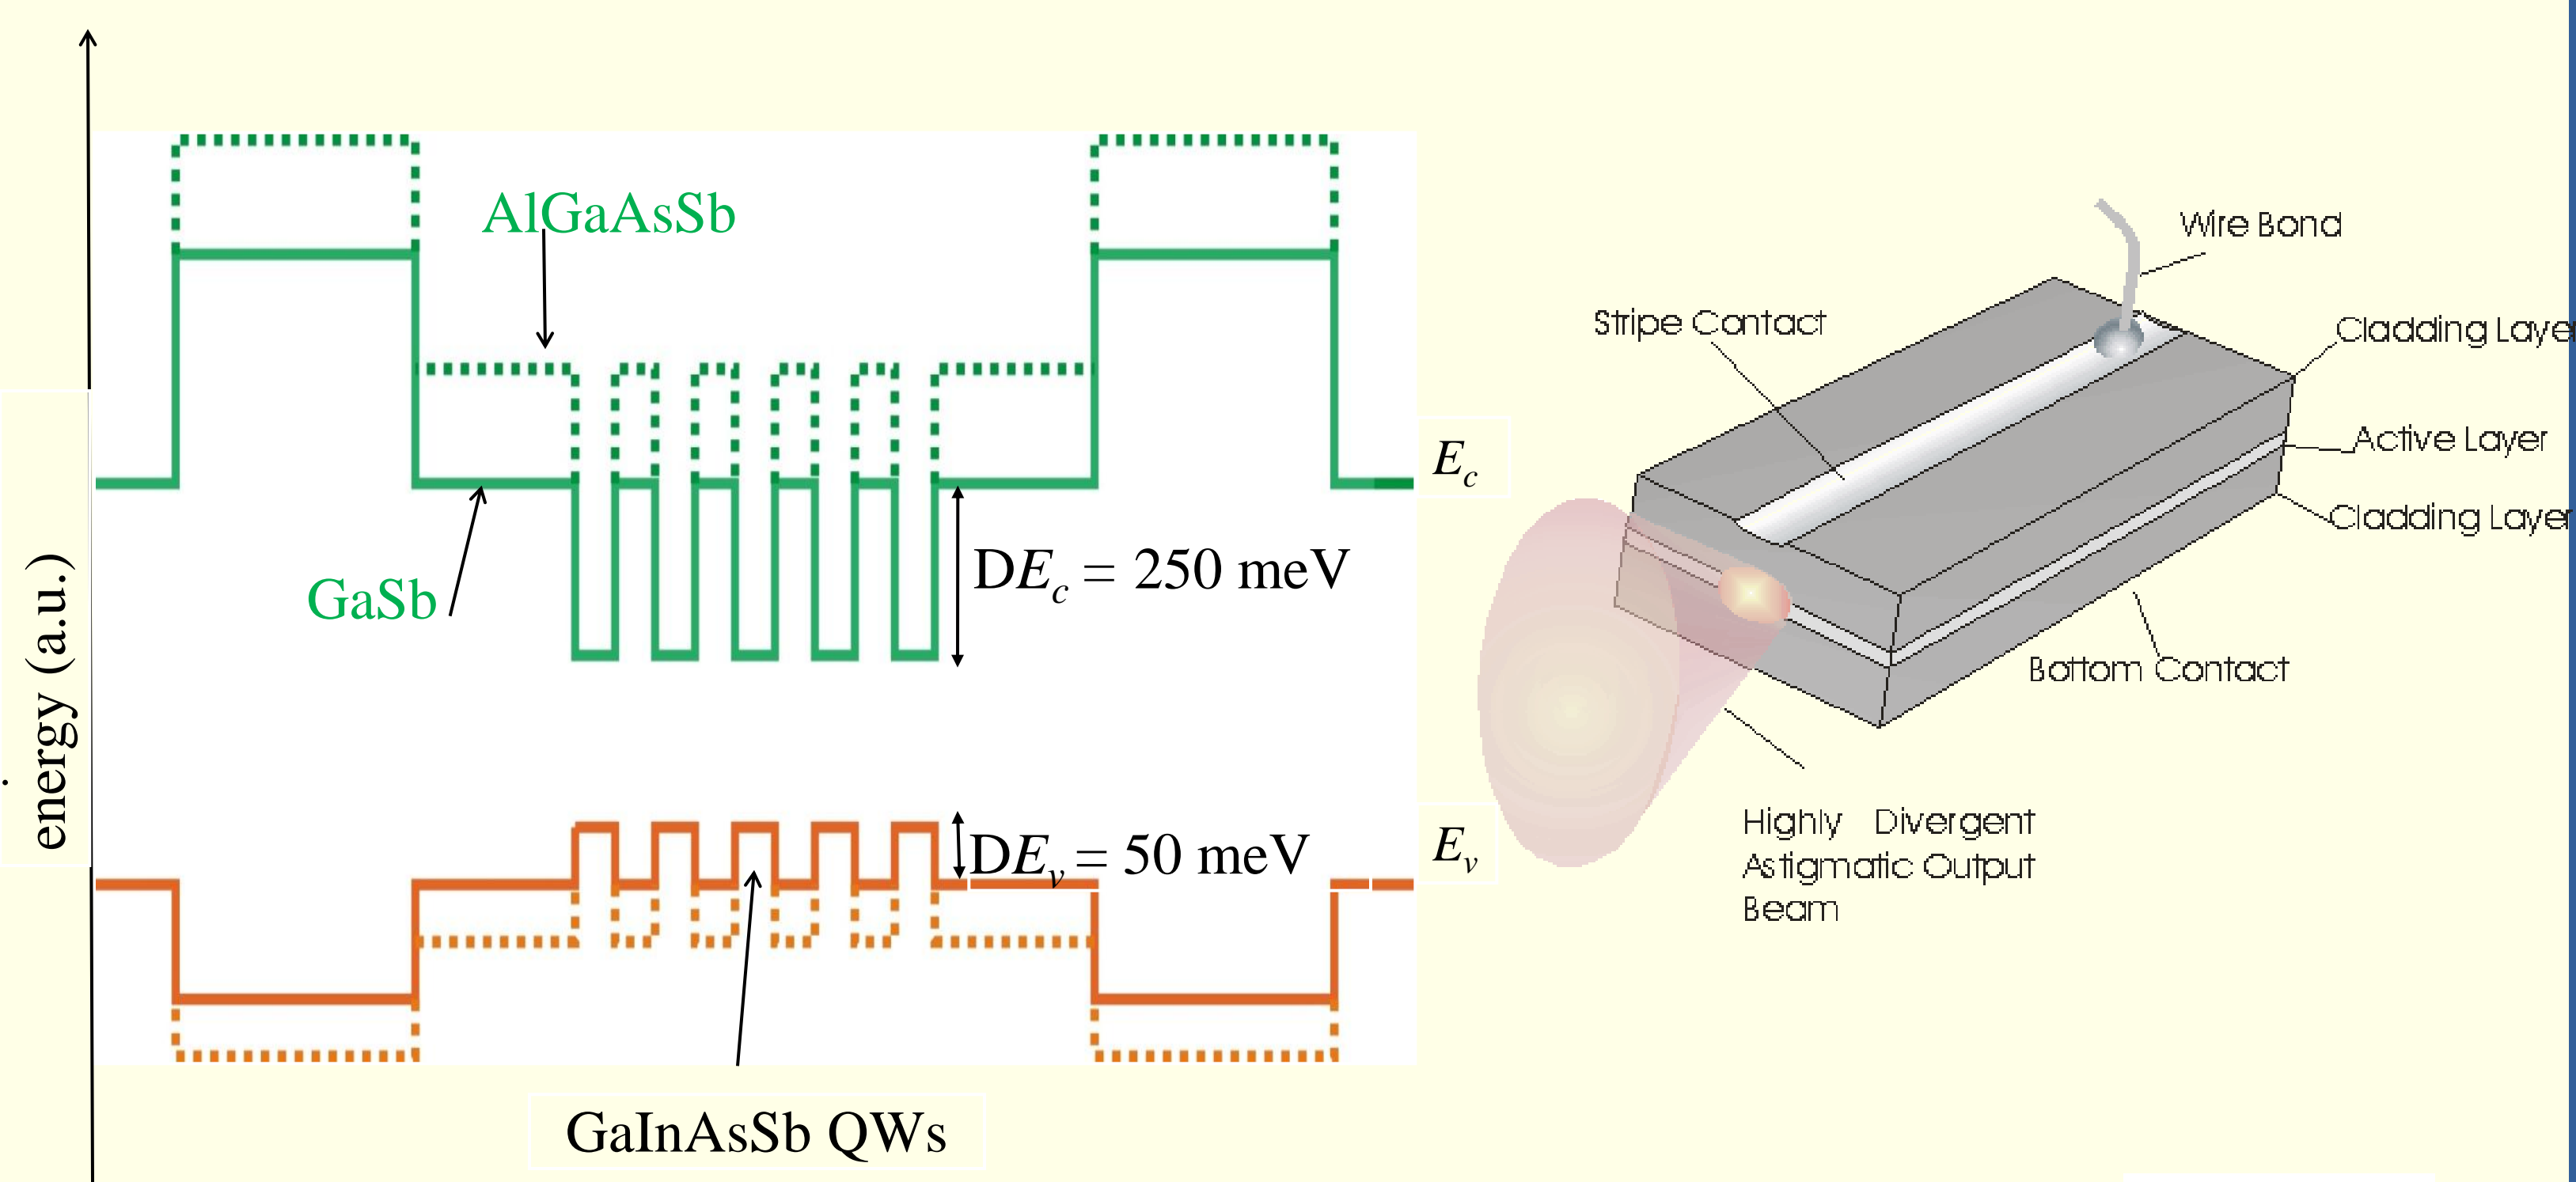 energy (a.u.)
AlGaAsSb
GaSb
DEc = 250 meV
DEv = 50 meV
GaInAsSb QWs
Ec
Ev
Wire Bond
Stripe Contact
Cladding Layer
Active Layer
Cladding Layer
Bottom Contact
Highly Divergent
Astigmatic Output
Beam